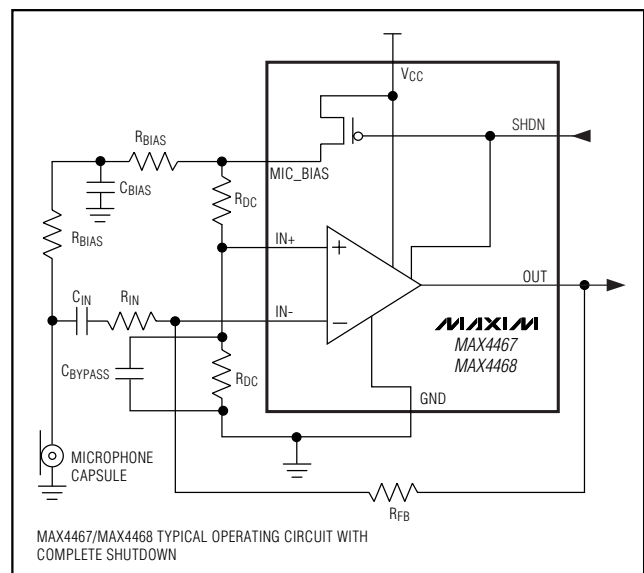 VCC
RBIAS
SHDN
MIC_BIAS
CBIAS
RDC
RBIAS
IN+
+
OUT
CIN
RIN
IN-
−
MAXIM
MAX4467
MAX4468
CBYPASS
RDC
GND
MICROPHONE
CAPSULE
RFB
MAX4467/MAX4468 TYPICAL OPERATING CIRCUIT WITH
COMPLETE SHUTDOWN